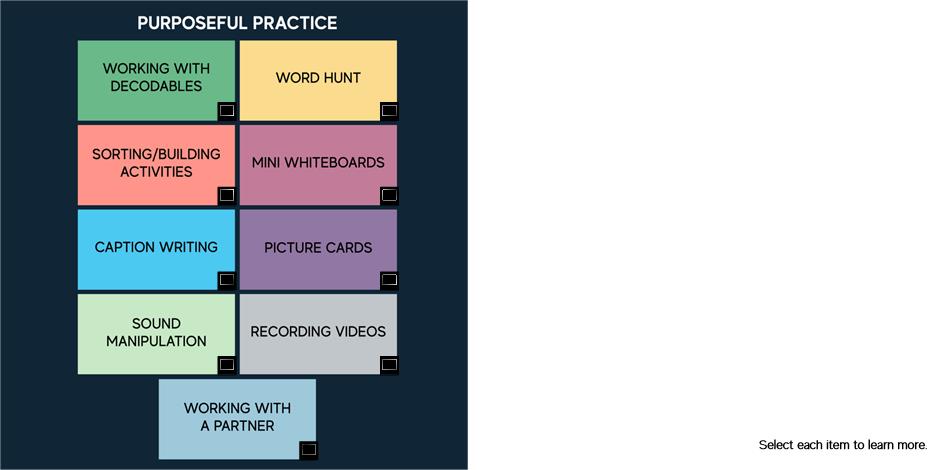 PURPOSEFUL PRACTICE
WORKING WITH
DECODABLES
WORD HUNT
SORTING/BUILDING
ACTIVITIES
MINI WHITEBOARDS
CAPTION WRITING
PICTURE CARDS
SOUND
MANIPULATION
RECORDING VIDEOS
WORKING WITH
A PARTNER
Select each item to learn more.